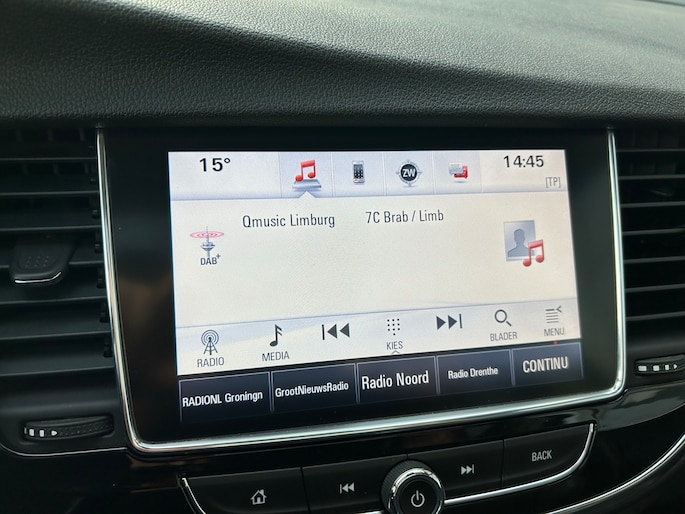 15°
ZW
14:45
[TP]
Qmusic Limburg
7C Brab / Limb
DAB+
RADIO
MEDIA
KIES
BLADER
MENU
RADIONL Groningn
GrootNieuwsRadio
Radio Noord
Radio Drenthe
CONTINU
BACK